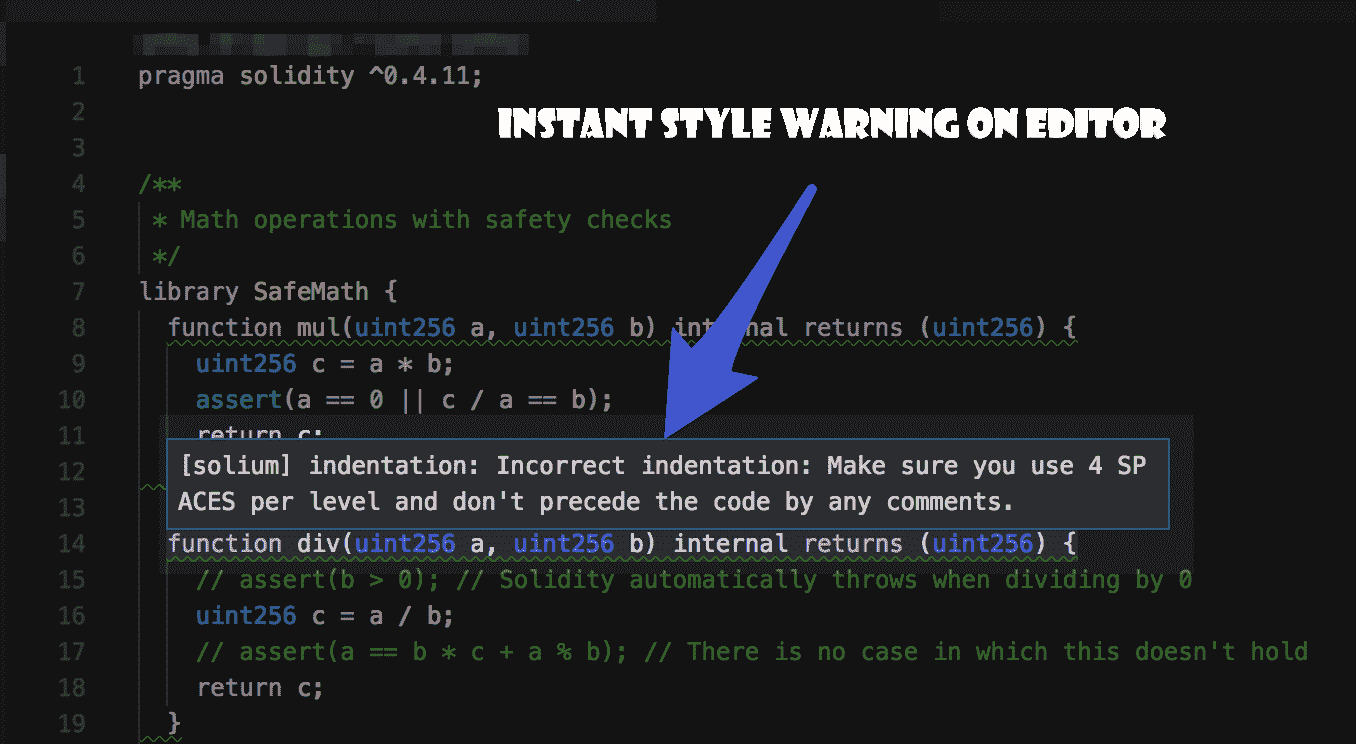 1 pragma solidity ^0.4.11;
INSTANT STYLE WARNING ON EDITOR
2
3
4 /**
5 * Math operations with safety checks
6 */
7 library SafeMath {
8 function mul(uint256 a, uint256 b) internal returns (uint256) {
9 uint256 c = a * b;
10 assert(a == 0 || c / a == b);
11 return c;
[solium] indentation: Incorrect indentation: Make sure you use 4 SP
12
ACES per level and don't precede the code by any comments.
13
14 function div(uint256 a, uint256 b) internal returns (uint256) {
15 // assert(b > 0); // Solidity automatically throws when dividing by 0
16 uint256 c = a / b;
17 // assert(a == b * c + a % b); // There is no case in which this doesn't hold
18 return c;
19 }